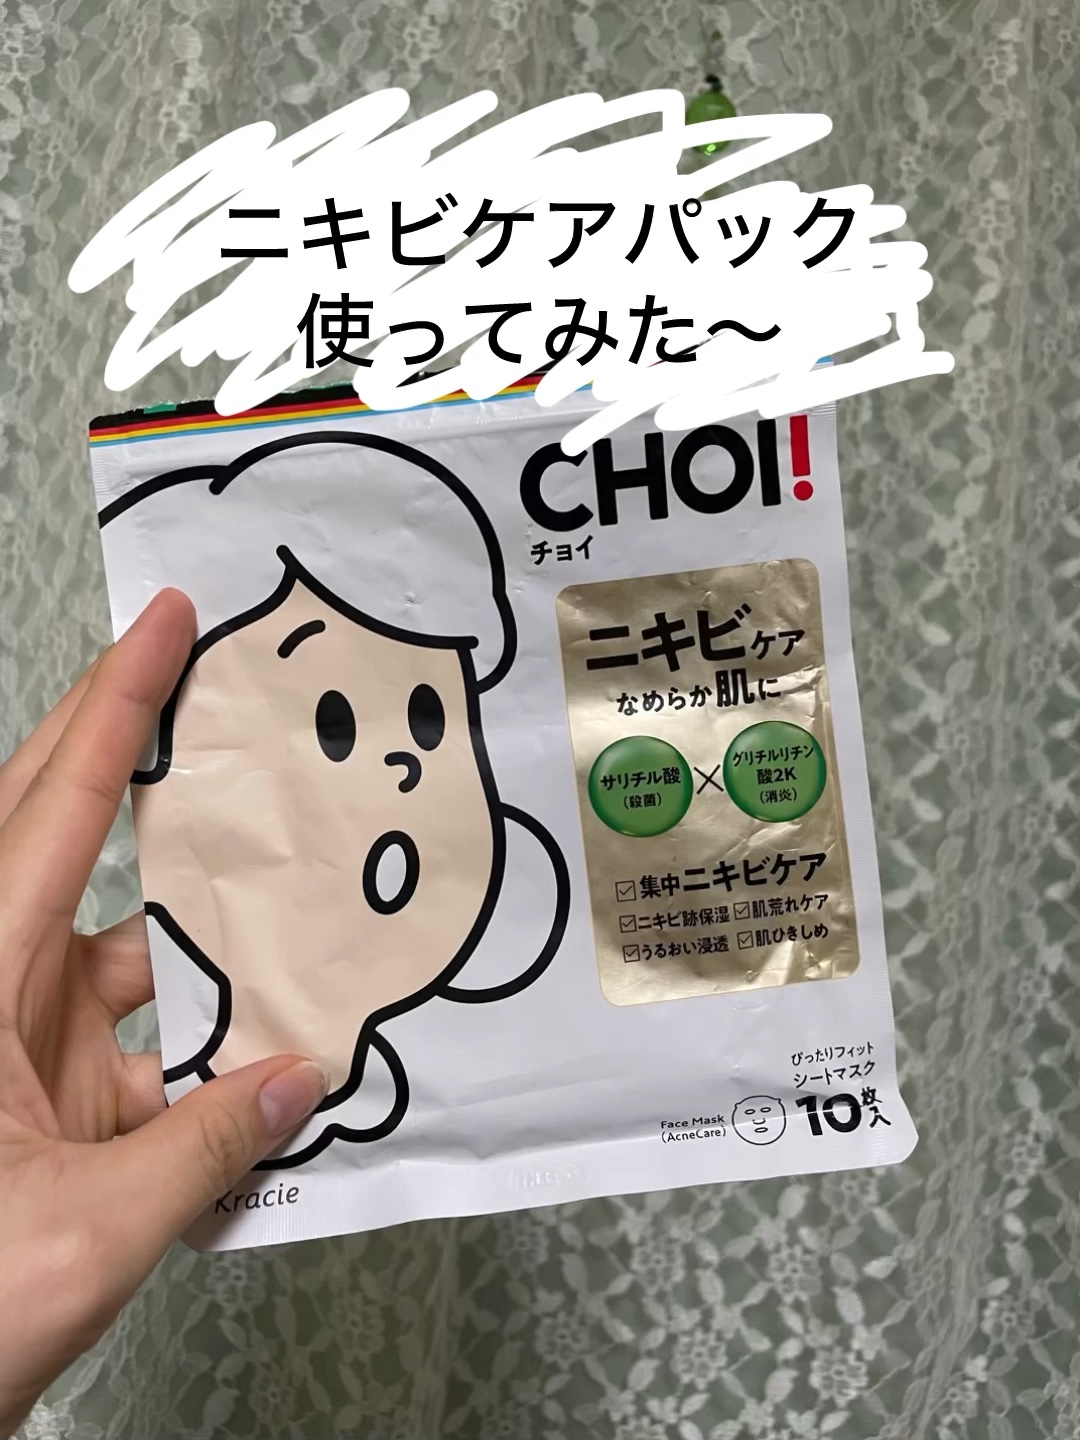 ニキビケアパック
使ってみた〜
CHOI!
チョイ
ニキビケア
なめらか肌に
サリチル酸
(殺菌)
×
グリチルリチン
酸2K
(消炎)
☑集中ニキビケア
☑ニキビ跡保湿 ☑肌荒れケア
☑うるおい浸透 ☑肌ひきしめ
ぴったりフィット
シートマスク
10枚入
Face Mask
(AcneCare)
Kracie